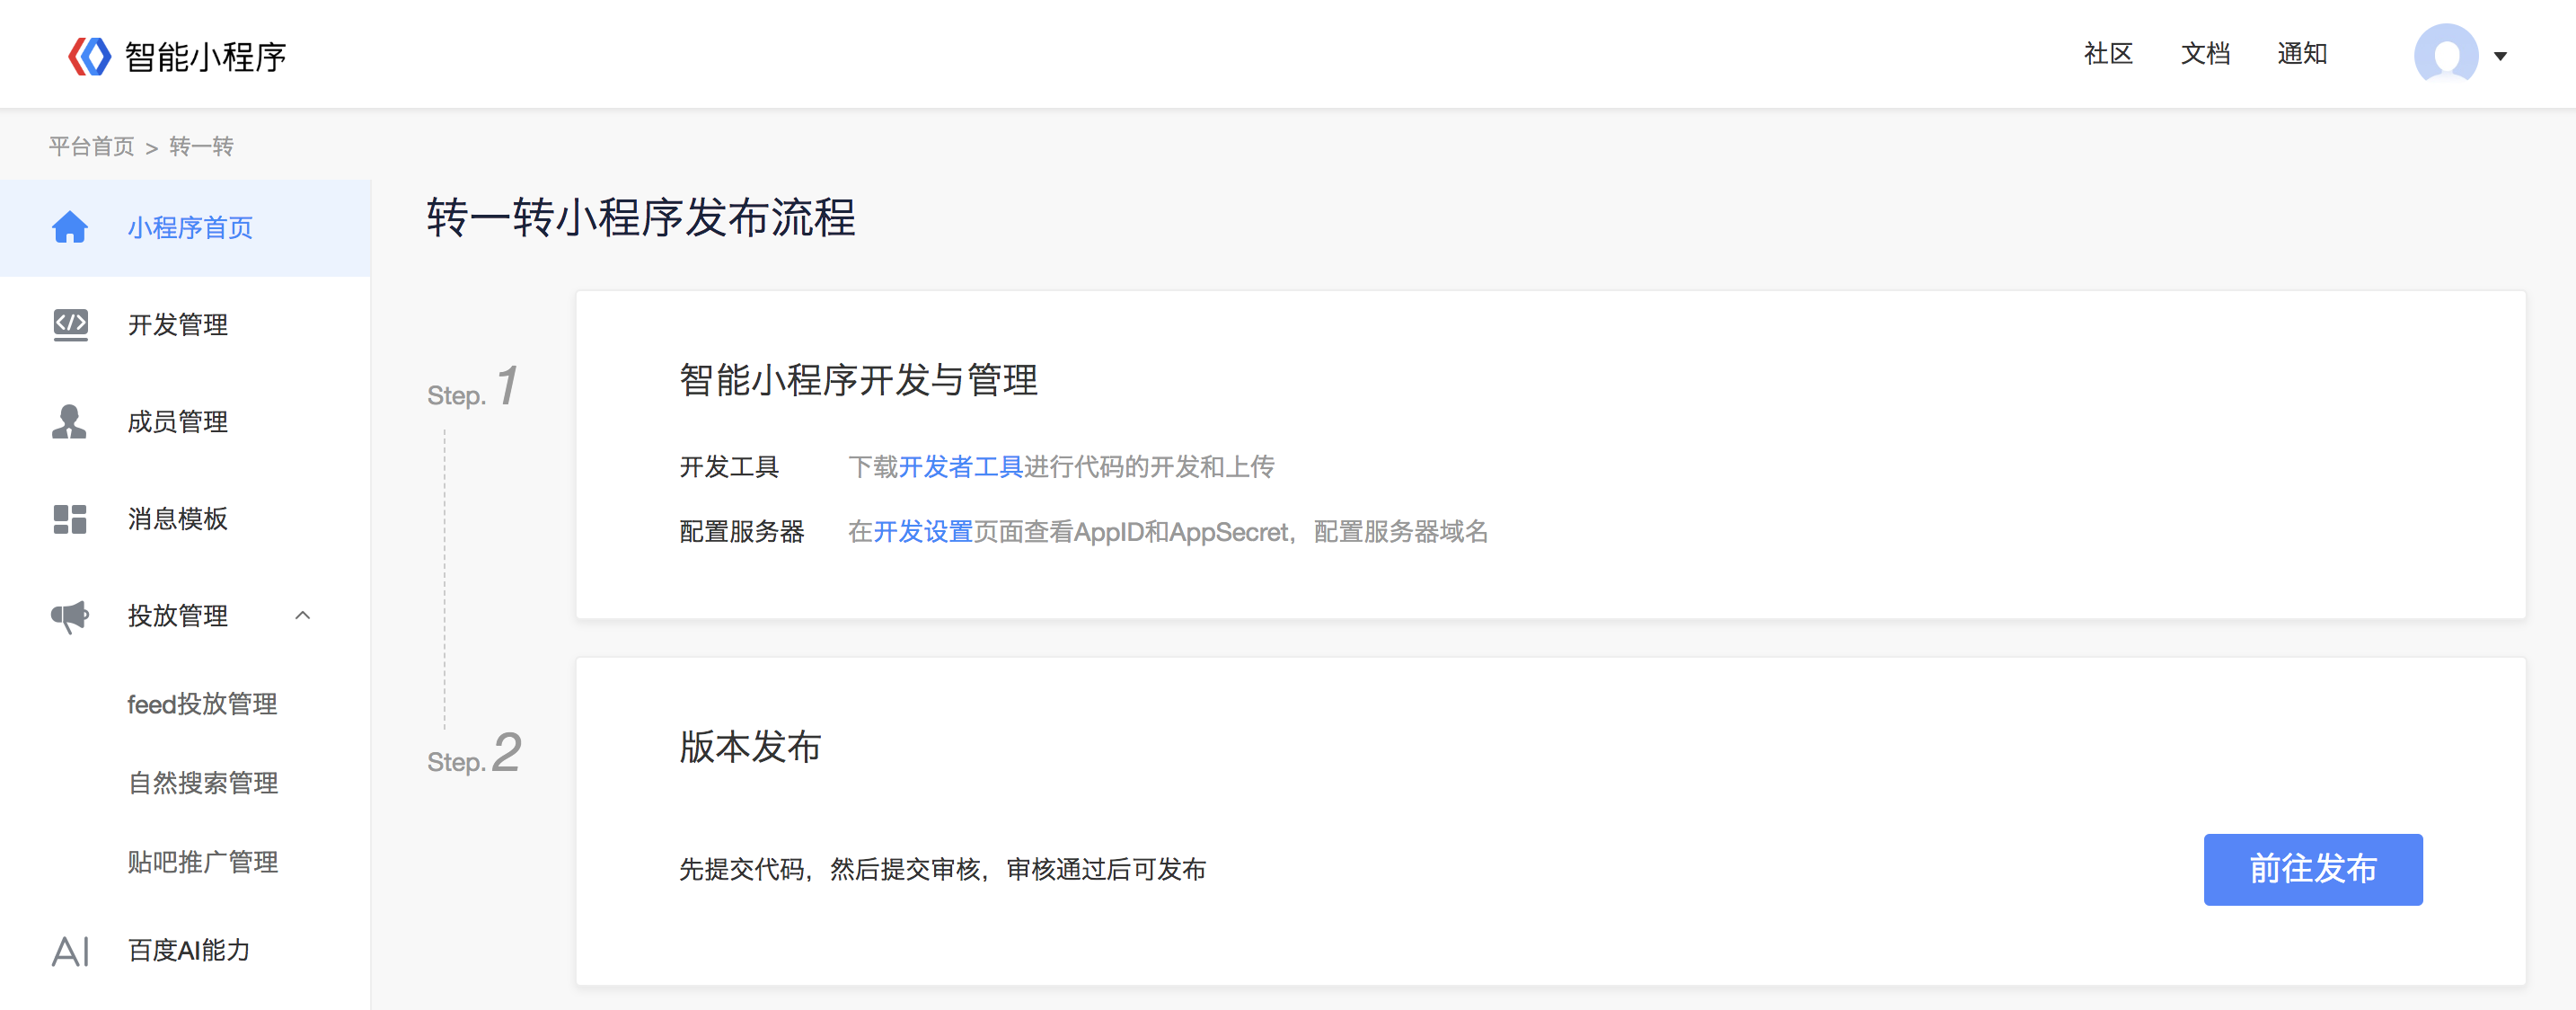 智能小程序
社区 文档 通知
平台首页 > 转一转
小程序首页
开发管理
成员管理
消息模板
投放管理
feed投放管理
自然搜索管理
贴吧推广管理
AI 百度AI能力
转一转小程序发布流程
Step. 1
智能小程序开发与管理
开发工具 下载开发者工具进行代码的开发和上传
配置服务器 在开发设置页面查看AppID和AppSecret，配置服务器域名
Step. 2
版本发布
先提交代码，然后提交审核，审核通过后可发布
前往发布